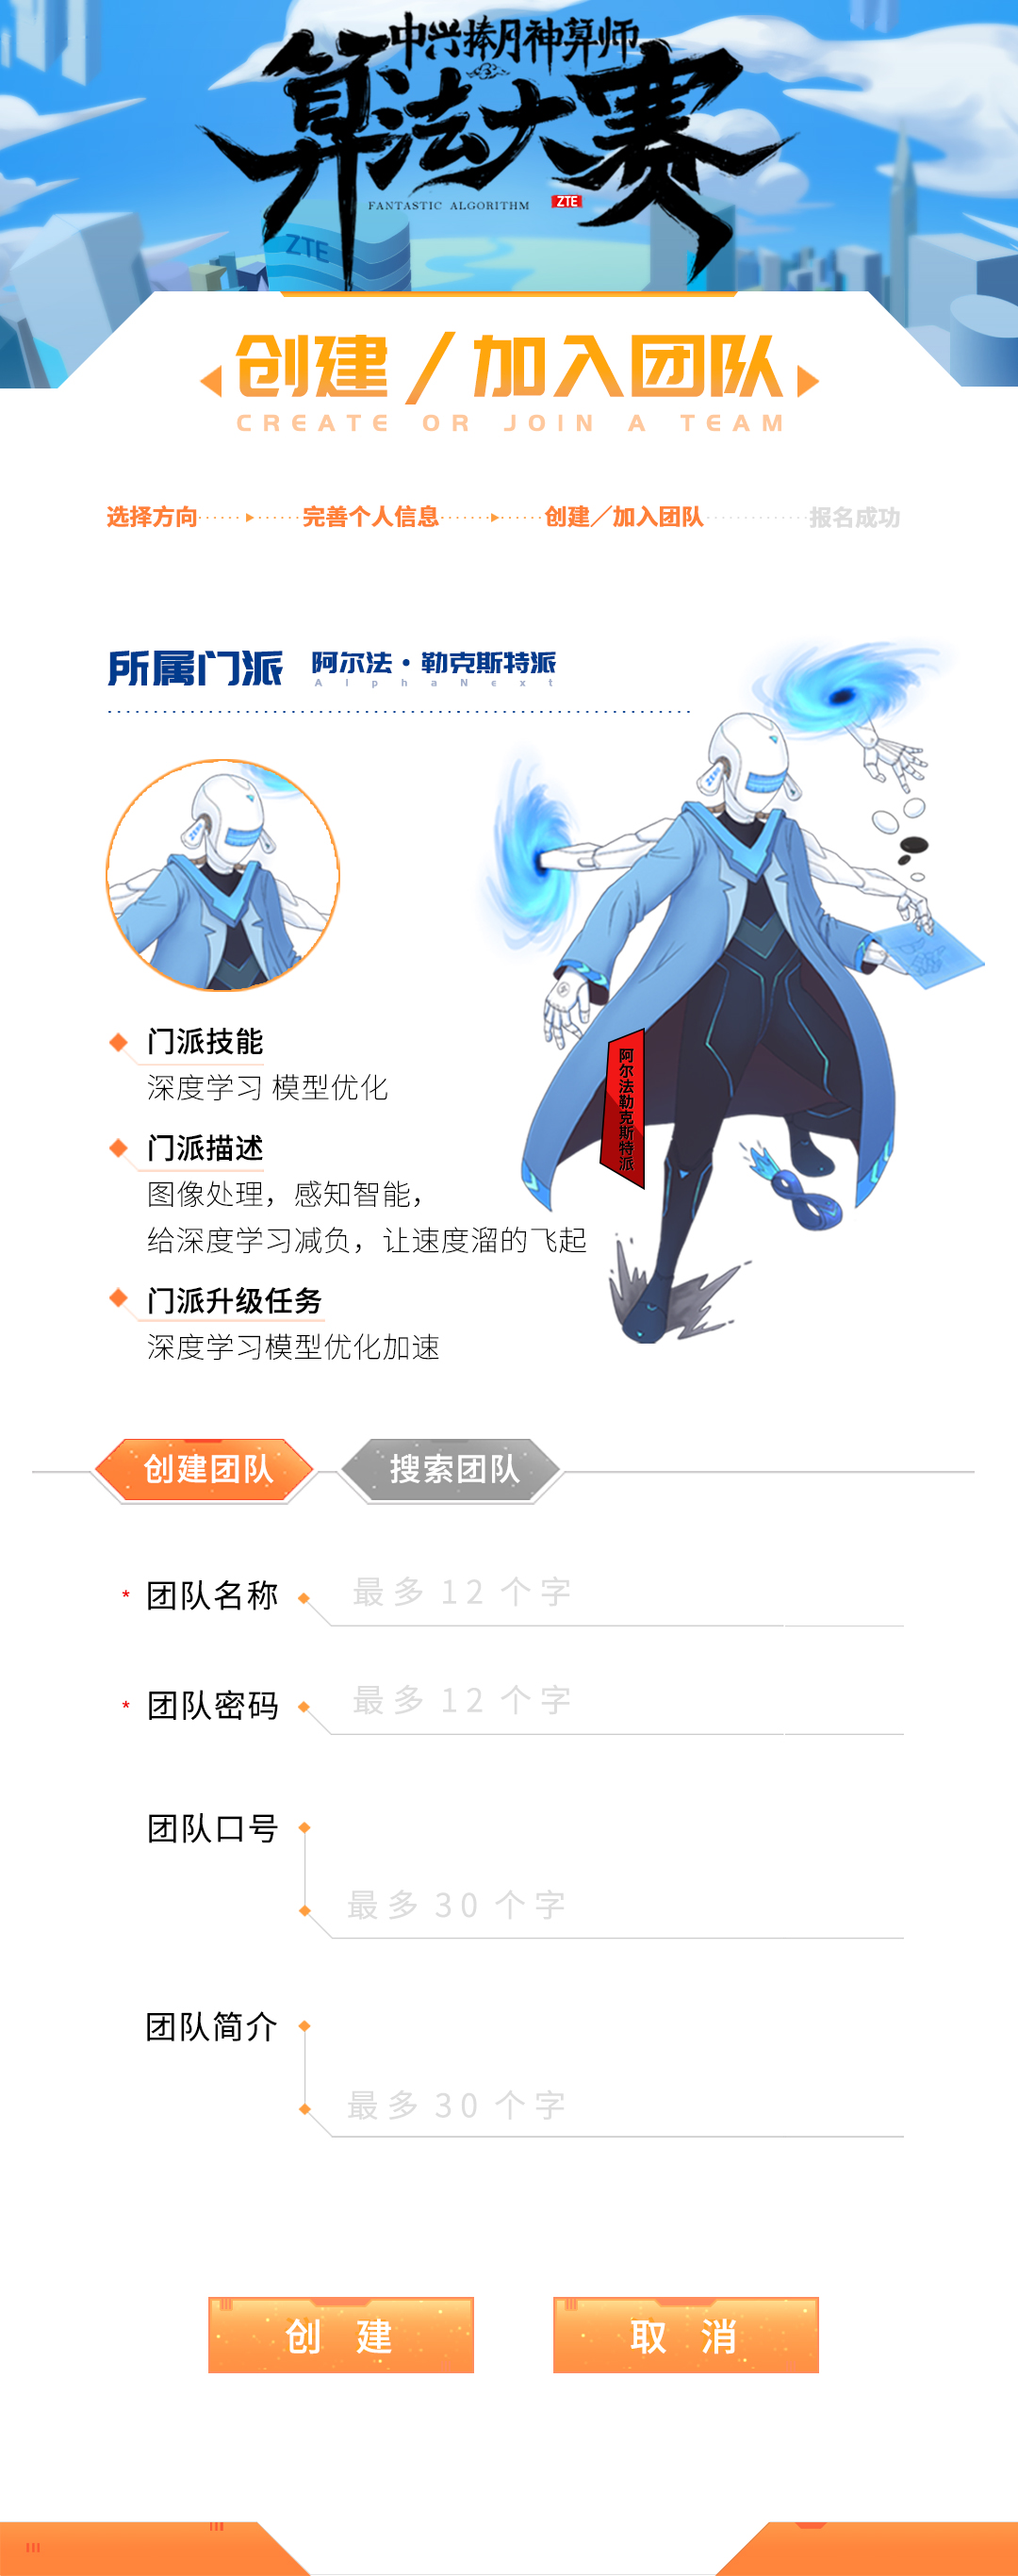 中兴捧月神算师
算法大赛
FANTASTIC ALGORITHM ZTE
ZTE
创建／加入团队
CREATE OR JOIN A TEAM
选择方向 完善个人信息 创建／加入团队 报名成功
所属门派 阿尔法·勒克斯特派
AlphaNext
门派技能
深度学习 模型优化
门派描述
图像处理，感知智能，
给深度学习减负，让速度溜的飞起
阿尔法勒克斯特派
门派升级任务
深度学习模型优化加速
创建团队 搜索团队
* 团队名称 最多 12 个字
* 团队密码 最多 12 个字
团队口号
最多 30 个字
团队简介
最多 30 个字
创 建 取 消